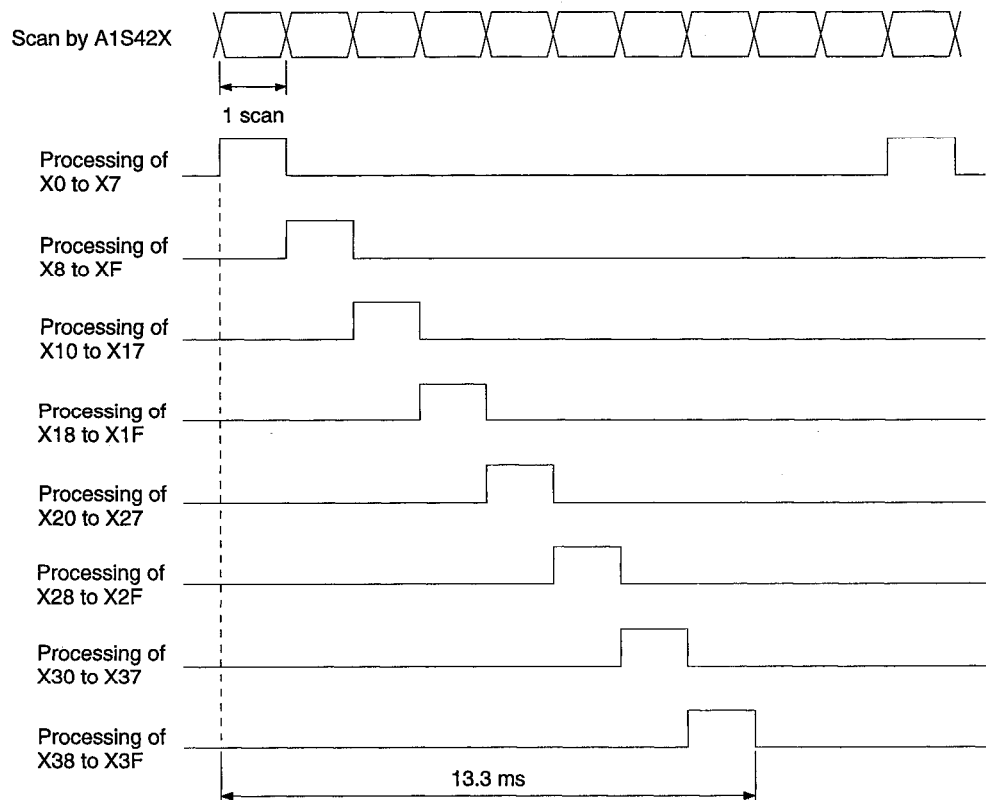 Scan by A1S42X
1 scan
Processing of
X0 to X7
Processing of
X8 to XF
Processing of
X10 to X17
Processing of
X18 to X1F
Processing of
X20 to X27
Processing of
X28 to X2F
Processing of
X30 to X37
Processing of
X38 to X3F
13.3 ms